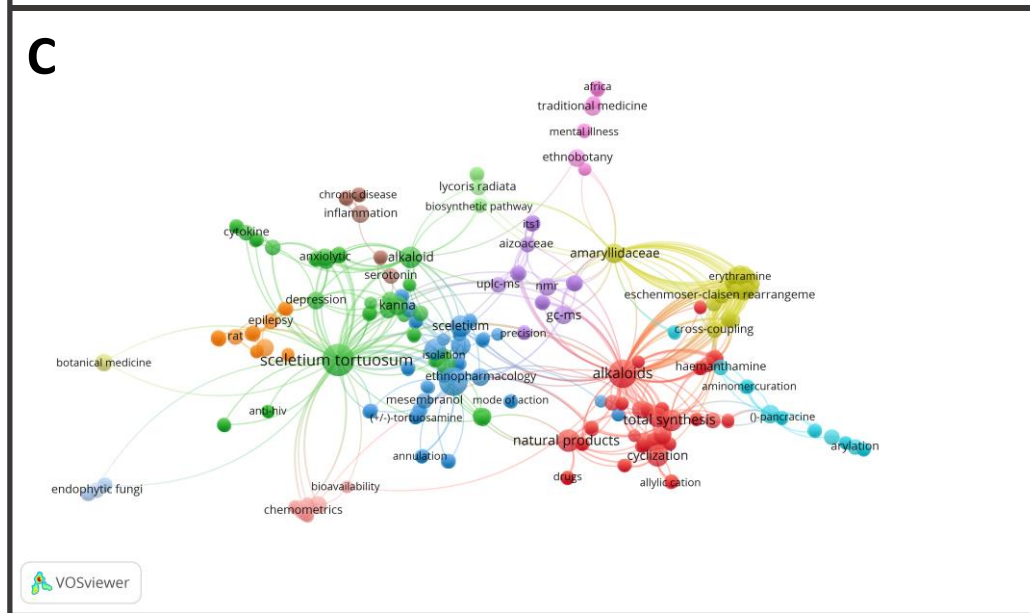 C
africa
traditional medicine
mental illness
ethnobotany
lycoris radiata
chronic disease
biosynthetic pathway
inflammation
its1
cytokine
aizoaceae
amaryllidaceae
anxiolytic
alkaloid
serotonin
erythramine
uplc-ms
nmr
eschenmoser-claisen rearrangeme
depression
kanna
gc-ms
epilepsy
sceletium
cross-coupling
rat
precision
isolation
sceletium tortuosum
botanical medicine
haemanthamine
alkaloids
ethnopharmacology
aminomercuration
mesembranol
mode of action
anti-hiv
(+/-)-tortuosamine
total synthesis
()-pancracine
natural products
arylation
annulation
cyclization
drugs
allylic cation
bioavailability
endophytic fungi
chemometrics
VOSviewer